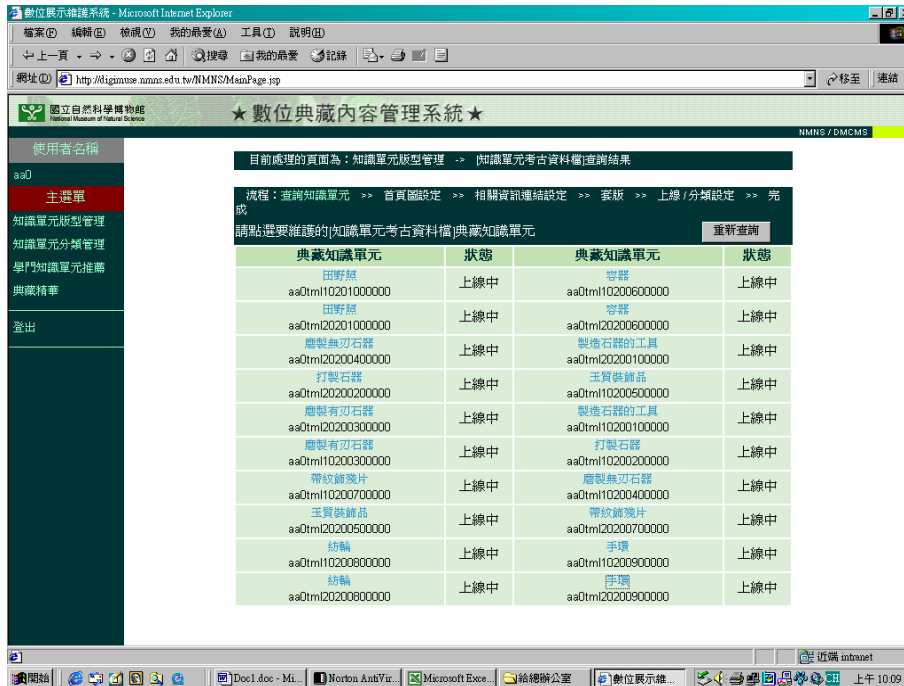 數位展示維護系統 - Microsoft Internet Explorer
檔案(F) 編輯(E) 檢視(V) 我的最愛(A) 工具(T) 說明(H)
上一頁 搜尋 我的最愛 記錄
網址(D) http://digimuse.nmns.edu.tw/NMNS/MainPage.jsp 移至 連結
國立自然科學博物館
National Museum of Natural Science
★數位典藏內容管理系統★
NMNS / DMCMS
使用者名稱
aa0
主選單
知識單元版型管理
知識單元分類管理
學門知識單元推薦
典藏精華
登出
目前處理的頁面為：知識單元版型管理 -> [知識單元考古資料檔]查詢結果
流程：查詢知識單元 >> 首頁圖設定 >> 相關資訊連結設定 >> 套版 >> 上線/分類設定 >> 完
成
請點選要維護的[知識單元考古資料檔]典藏知識單元 重新查詢
典藏知識單元 狀態 典藏知識單元 狀態
田野照 容器
aa0tml10201000000 上線中 aa0tml10200600000 上線中
田野照 容器
aa0tml20201000000 上線中 aa0tml20200600000 上線中
磨製無刃石器 製造石器的工具
aa0tml20200400000 上線中 aa0tml20200100000 上線中
打製石器 玉質裝飾品
aa0tml20200200000 上線中 aa0tml10200500000 上線中
磨製有刃石器 製造石器的工具
aa0tml20200300000 上線中 aa0tml10200100000 上線中
磨製有刃石器 打製石器
aa0tml10200300000 上線中 aa0tml10200200000 上線中
帶紋飾殘片 磨製無刃石器
aa0tml10200700000 上線中 aa0tml10200400000 上線中
玉質裝飾品 帶紋飾殘片
aa0tml20200500000 上線中 aa0tml20200700000 上線中
紡輪 手環
aa0tml10200800000 上線中 aa0tml10200900000 上線中
紡輪 手環
aa0tml20200800000 上線中 aa0tml20200900000 上線中
近端 intranet
開始 Doc1.doc - Mi... Norton AntiVir... Microsoft Exce... 給總辦公室 數位展示維... CH 上午 10:09